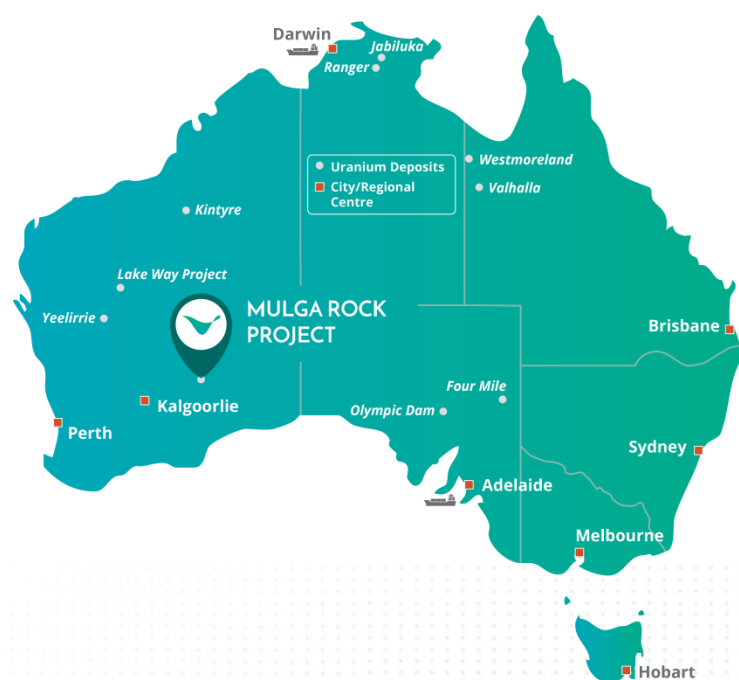 Darwin
Jabiluka
Ranger
Uranium Deposits
City/Regional
Centre
Westmoreland
Valhalla
Kintyre
Lake Way Project
Yeelirrie
MULGA ROCK
PROJECT
Brisbane
Kalgoorlie
Perth
Four Mile
Olympic Dam
Sydney
Adelaide
Melbourne
Hobart